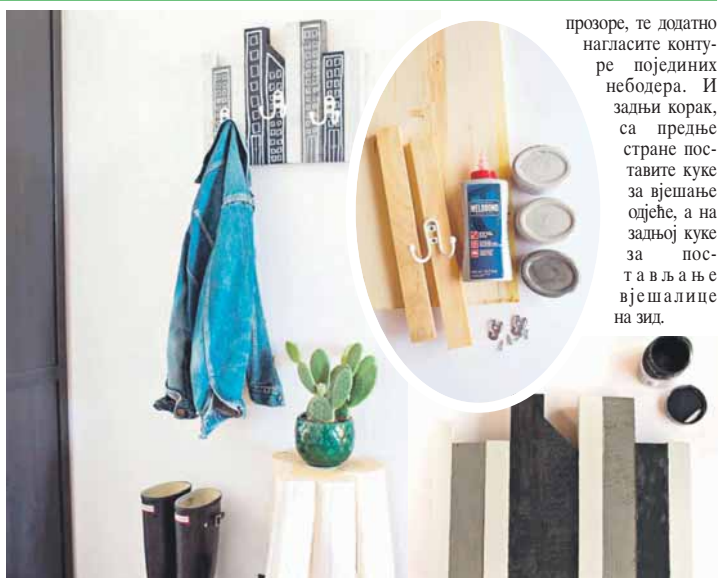 прозоре, те додатно
нагласите конту-
ре појединих
небодера. И
задњи корак,
са предње
стране пос-
тавите куке
за вјешање
одјеће, а на
задњој куке
за пос-
тављање
вјешалице
на зид.
WELDBOND